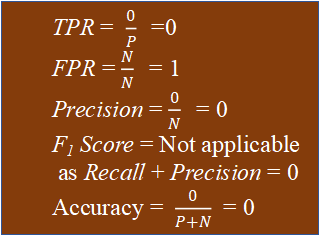 TPR = 0/P =0
FPR = N/N = 1
Precision = 0/N = 0
F₁ Score = Not applicable
as Recall + Precision = 0
Accuracy = 0/P+N = 0